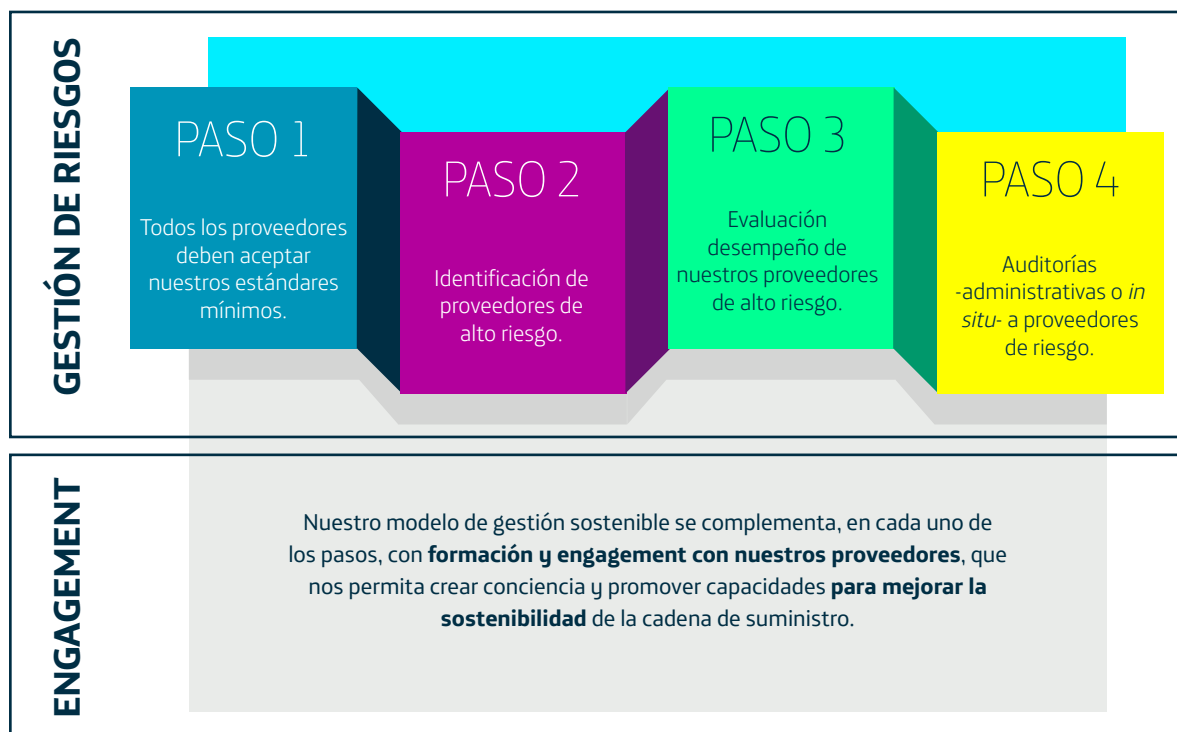 GESTIÓN DE RIESGOS
PASO 1
Todos los proveedores
deben aceptar
nuestros estándares
mínimos.
PASO 2
Identificación de
proveedores de
alto riesgo.
PASO 3
Evaluación
desempeño de
nuestros proveedores
de alto riesgo.
PASO 4
Auditorías
-administrativas o in
situ- a proveedores
de riesgo.
ENGAGEMENT
Nuestro modelo de gestión sostenible se complementa, en cada uno de
los pasos, con formación y engagement con nuestros proveedores, que
nos permita crear conciencia y promover capacidades para mejorar la
sostenibilidad de la cadena de suministro.